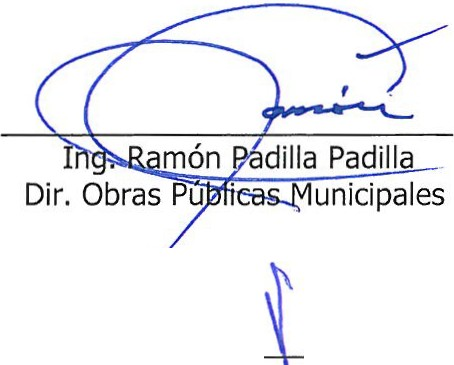 Ing. Ramón Padilla Padilla
Dir. Obras Públicas Municipales